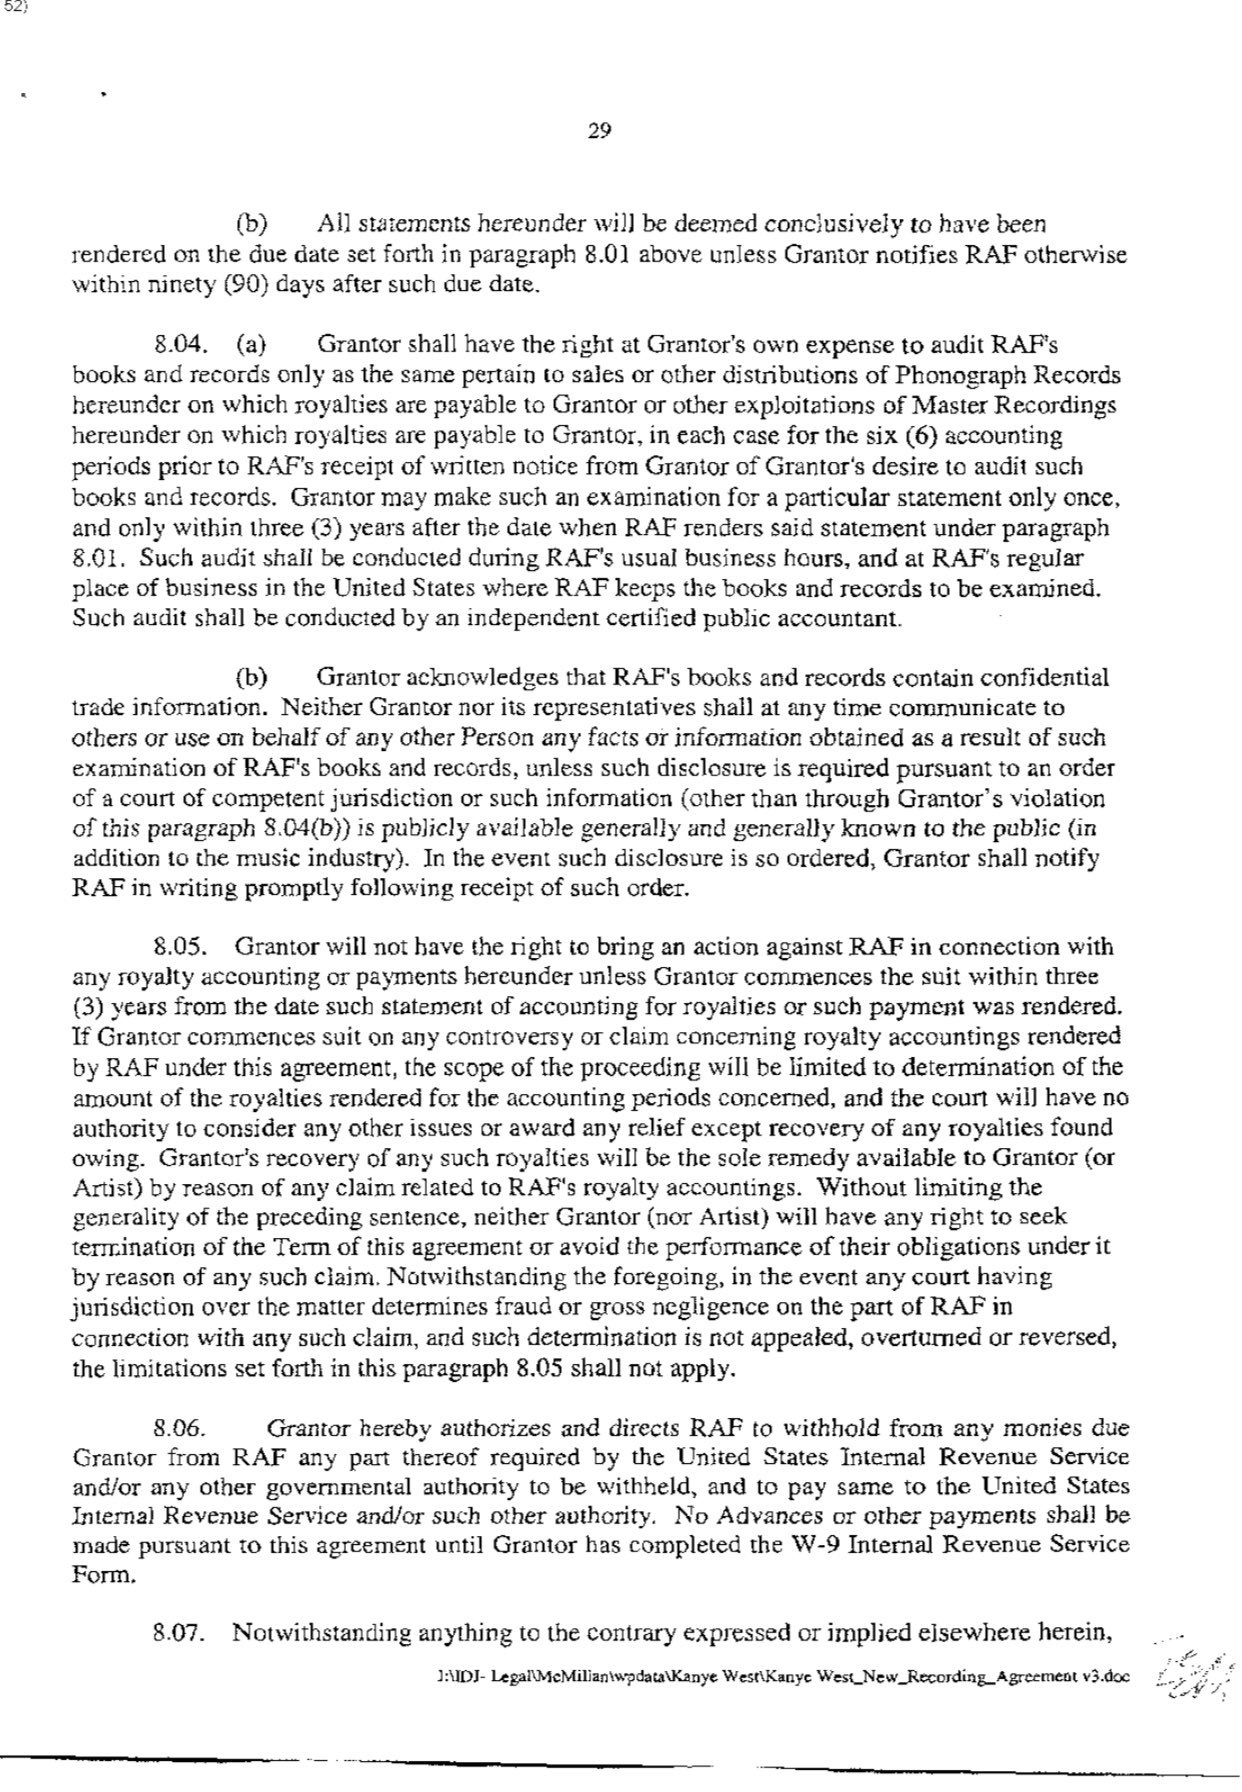 52)
29
(b) All statements hereunder will be deemed conclusively to have been
rendered on the due date set forth in paragraph 8.01 above unless Grantor notifies RAF otherwise
within ninety (90) days after such due date.
8.04. (a) Grantor shall have the right at Grantor's own expense to audit RAF's
books and records only as the same pertain to sales or other distributions of Phonograph Records
hereunder on which royalties are payable to Grantor or other exploitations of Master Recordings
hereunder on which royalties are payable to Grantor, in each case for the six (6) accounting
periods prior to RAF's receipt of written notice from Grantor of Grantor's desire to audit such
books and records. Grantor may make such an examination for a particular statement only once,
and only within three (3) years after the date when RAF renders said statement under paragraph
8.01. Such audit shall be conducted during RAF's usual business hours, and at RAF's regular
place of business in the United States where RAF keeps the books and records to be examined.
Such audit shall be conducted by an independent certified public accountant.
(b) Grantor acknowledges that RAF's books and records contain confidential
trade information. Neither Grantor nor its representatives shall at any time communicate to
others or use on behalf of any other Person any facts or information obtained as a result of such
examination of RAF's books and records, unless such disclosure is required pursuant to an order
of a court of competent jurisdiction or such information (other than through Grantor's violation
of this paragraph 8.04(b)) is publicly available generally and generally known to the public (in
addition to the music industry). In the event such disclosure is so ordered, Grantor shall notify
RAF in writing promptly following receipt of such order.
8.05. Grantor will not have the right to bring an action against RAF in connection with
any royalty accounting or payments hereunder unless Grantor commences the suit within three
(3) years from the date such statement of accounting for royalties or such payment was rendered.
If Grantor commences suit on any controversy or claim concerning royalty accountings rendered
by RAF under this agreement, the scope of the proceeding will be limited to determination of the
amount of the royalties rendered for the accounting periods concerned, and the court will have no
authority to consider any other issues or award any relief except recovery of any royalties found
owing. Grantor's recovery of any such royalties will be the sole remedy available to Grantor (or
Artist) by reason of any claim related to RAF's royalty accountings. Without limiting the
generality of the preceding sentence, neither Grantor (nor Artist) will have any right to seek
termination of the Term of this agreement or avoid the performance of their obligations under it
by reason of any such claim. Notwithstanding the foregoing, in the event any court having
jurisdiction over the matter determines fraud or gross negligence on the part of RAF in
connection with any such claim, and such determination is not appealed, overturned or reversed,
the limitations set forth in this paragraph 8.05 shall not apply.
8.06. Grantor hereby authorizes and directs RAF to withhold from any monies due
Grantor from RAF any part thereof required by the United States Internal Revenue Service
and/or any other governmental authority to be withheld, and to pay same to the United States
Internal Revenue Service and/or such other authority. No Advances or other payments shall be
made pursuant to this agreement until Grantor has completed the W-9 Internal Revenue Service
Form.
8.07. Notwithstanding anything to the contrary expressed or implied elsewhere herein,
J:\IDJ- Legal\McMillan\wpdata\Kanye West\Kanye West_New_Recording_Agreement v3.doc